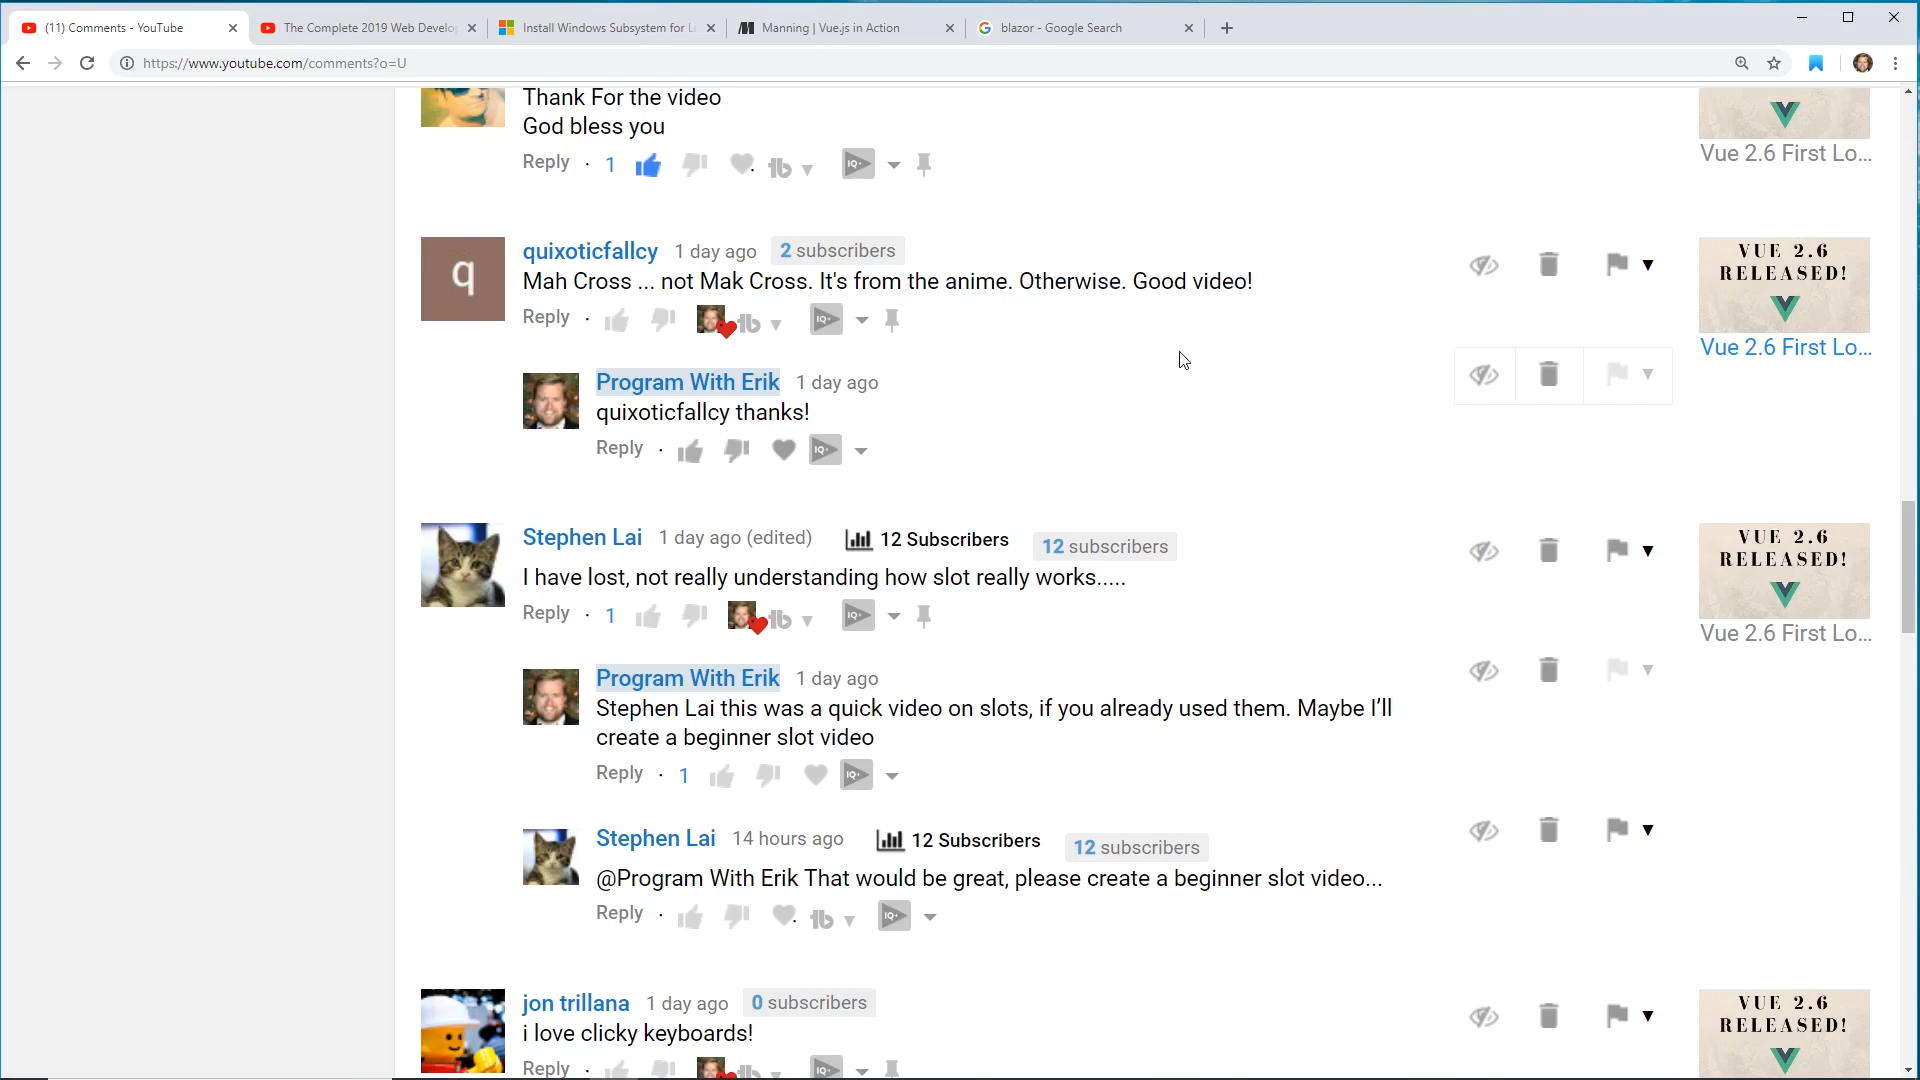 (11) Comments - YouTube
The Complete 2019 Web Develo
Install Windows Subsystem for Li
Manning | Vue.js in Action
blazor - Google Search
https://www.youtube.com/comments?o=U
Thank For the video
God bless you
Reply · 1
IQ+
Vue 2.6 First Lo...
q
quixoticfallcy 1 day ago 2 subscribers
Mah Cross ... not Mak Cross. It's from the anime. Otherwise. Good video!
Reply ·
IQ+
VUE 2.6
RELEASED!
Vue 2.6 First Lo...
Program With Erik 1 day ago
quixoticfallcy thanks!
Reply ·
IQ+
Stephen Lai 1 day ago (edited) 12 Subscribers 12 subscribers
I have lost, not really understanding how slot really works.....
Reply · 1
IQ+
VUE 2.6
RELEASED!
Vue 2.6 First Lo...
Program With Erik 1 day ago
Stephen Lai this was a quick video on slots, if you already used them. Maybe I’ll
create a beginner slot video
Reply · 1
IQ+
Stephen Lai 14 hours ago 12 Subscribers 12 subscribers
@Program With Erik That would be great, please create a beginner slot video...
Reply ·
IQ+
jon trillana 1 day ago 0 subscribers
i love clicky keyboards!
Reply ·
IQ+
VUE 2.6
RELEASED!